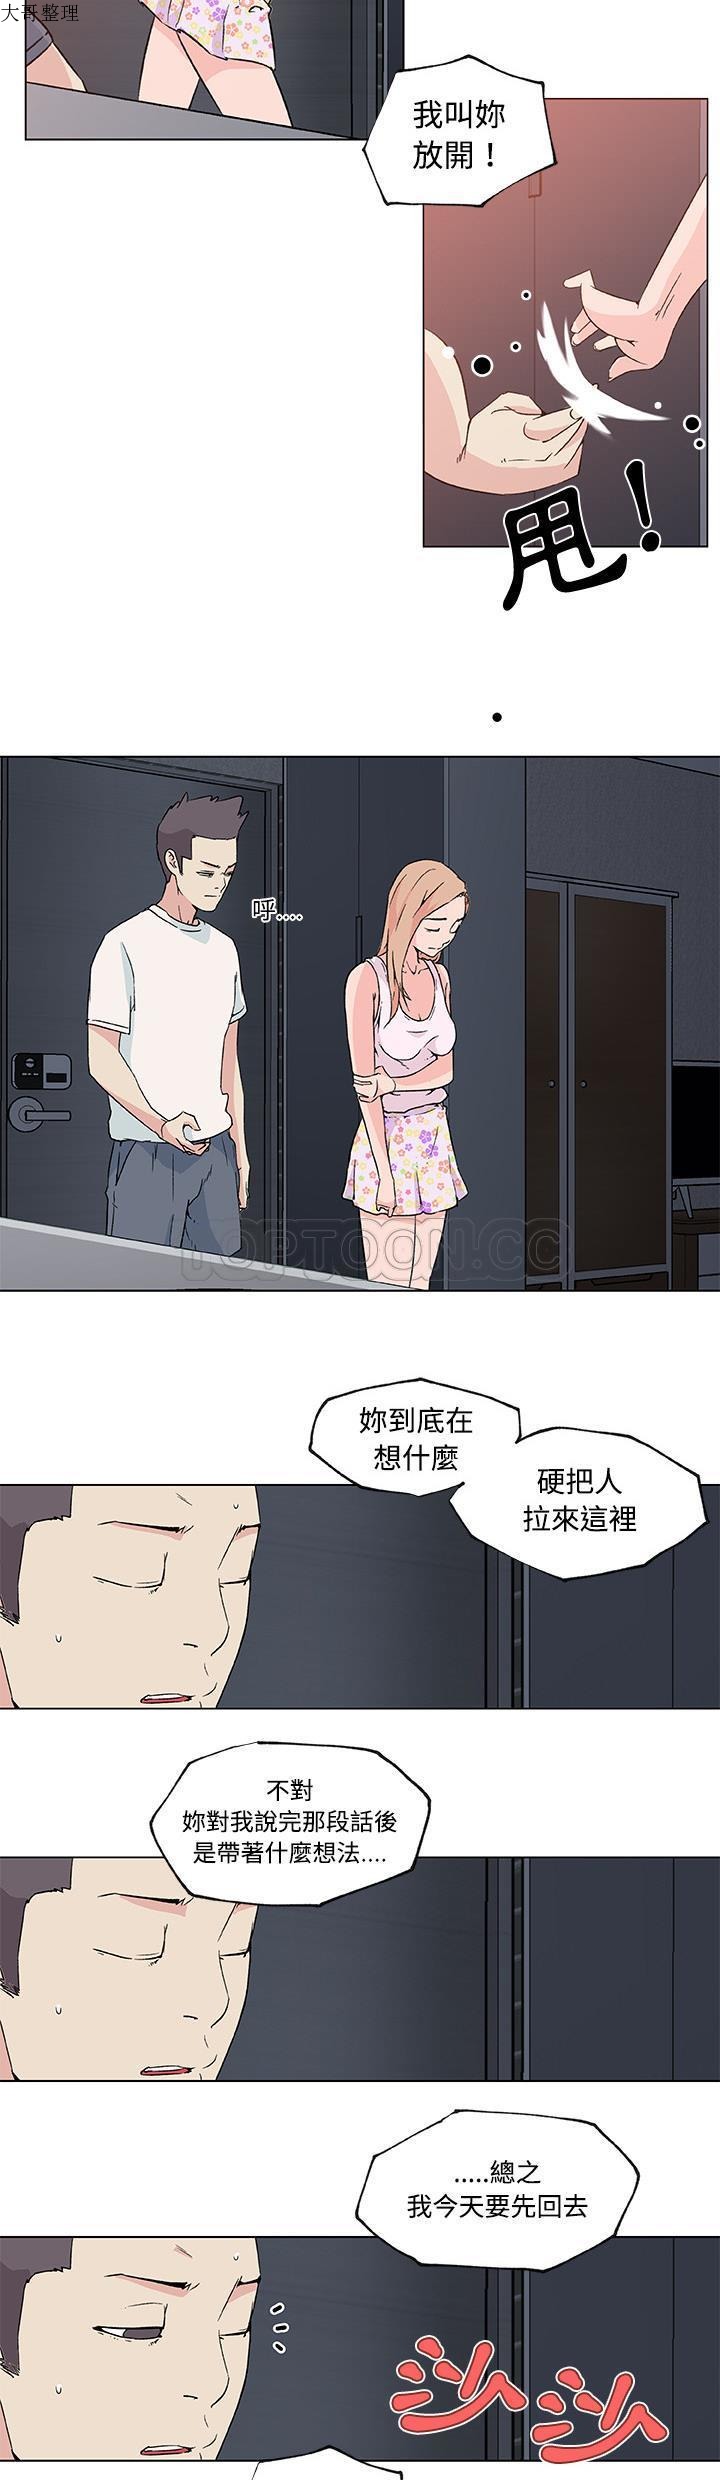 大哥整理
我叫妳
放開！
甩！
呼....
TOPTOON.CC
妳到底在
想什麼
硬把人
拉來這裡
不對
妳對我說完那段話後
是帶著什麼想法....
.....總之
我今天要先回去
沙沙